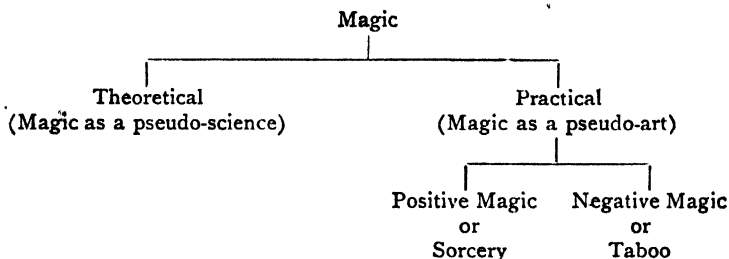 Magic
Theoretical Practical
(Magic as a pseudo-science) (Magic as a pseudo-art)
Positive Magic Negative Magic
or or
Sorcery Taboo